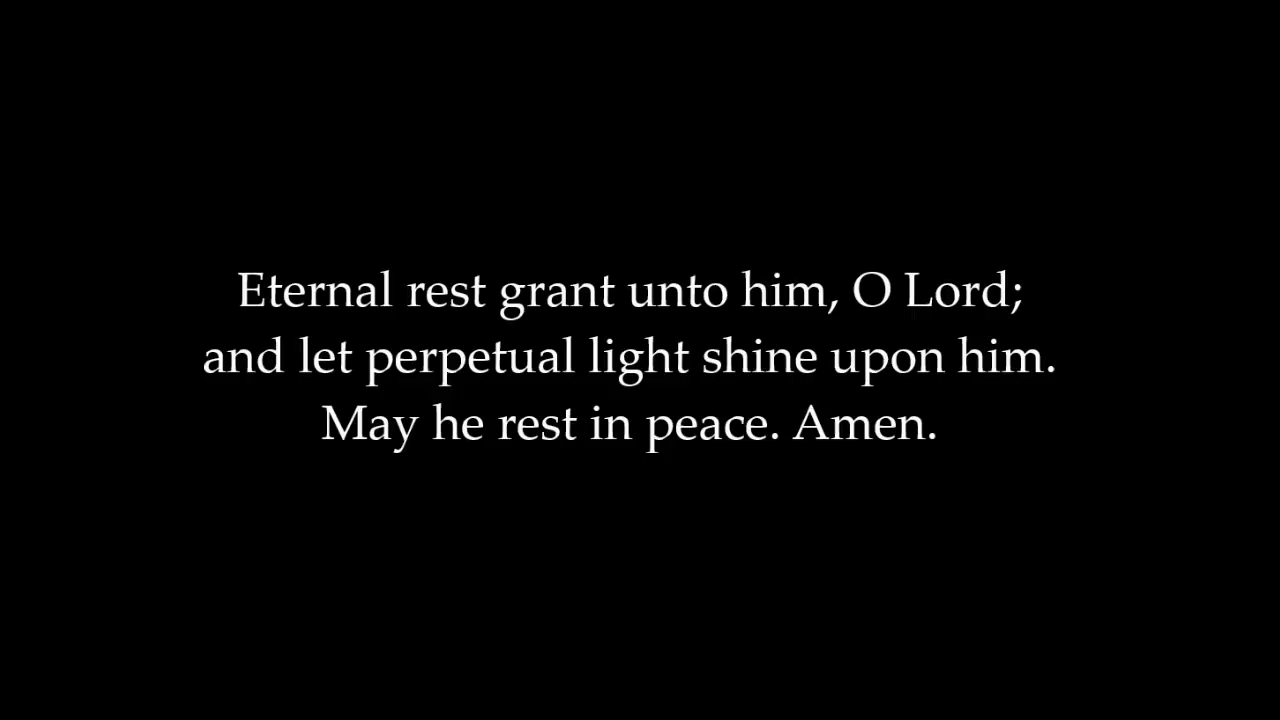 Eternal rest grant unto him, O Lord;
and let perpetual light shine upon him.
May he rest in peace. Amen.